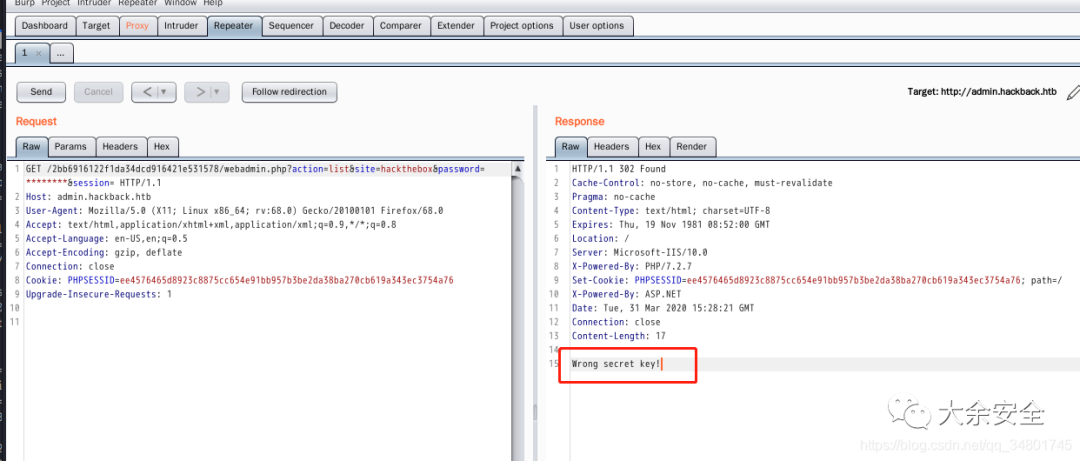 Burp Project Intruder Repeater Window Help
Dashboard Target Proxy Intruder Repeater Sequencer Decoder Comparer Extender Project options User options
1 × ...
Send Cancel < | ▾ > | ▾ Follow redirection Target: http://admin.hackback.htb
Request
Raw Params Headers Hex
1 GET /2bb6916122f1da34dcd916421e531578/webadmin.php?action=list&site=hackthebox&password=
********&session= HTTP/1.1
2 Host: admin.hackback.htb
3 User-Agent: Mozilla/5.0 (X11; Linux x86_64; rv:68.0) Gecko/20100101 Firefox/68.0
4 Accept: text/html,application/xhtml+xml,application/xml;q=0.9,*/*;q=0.8
5 Accept-Language: en-US,en;q=0.5
6 Accept-Encoding: gzip, deflate
7 Connection: close
8 Cookie: PHPSESSID=ee4576465d8923c8875cc654e91bb957b3be2da38ba270cb619a343ec3754a76
9 Upgrade-Insecure-Requests: 1
10
11
Response
Raw Headers Hex Render
1 HTTP/1.1 302 Found
2 Cache-Control: no-store, no-cache, must-revalidate
3 Pragma: no-cache
4 Content-Type: text/html; charset=UTF-8
5 Expires: Thu, 19 Nov 1981 08:52:00 GMT
6 Location: /
7 Server: Microsoft-IIS/10.0
8 X-Powered-By: PHP/7.2.7
9 Set-Cookie: PHPSESSID=ee4576465d8923c8875cc654e91bb957b3be2da38ba270cb619a343ec3754a76; path=/
10 X-Powered-By: ASP.NET
11 Date: Tue, 31 Mar 2020 15:28:21 GMT
12 Connection: close
13 Content-Length: 17
14
15 Wrong secret key!
大余安全
https://blog.csdn.net/qq_34801745